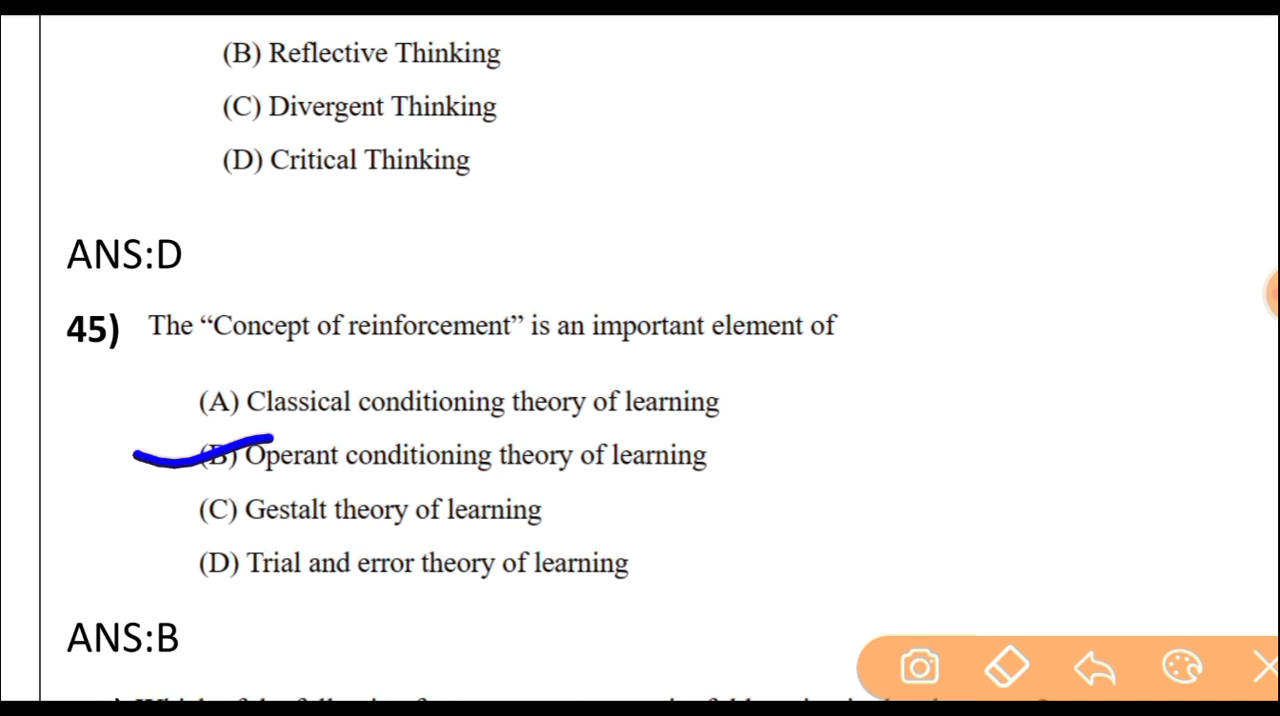 (B) Reflective Thinking
(C) Divergent Thinking
(D) Critical Thinking
ANS:D
45) The “Concept of reinforcement” is an important element of
(A) Classical conditioning theory of learning
(B) Operant conditioning theory of learning
(C) Gestalt theory of learning
(D) Trial and error theory of learning
ANS:B